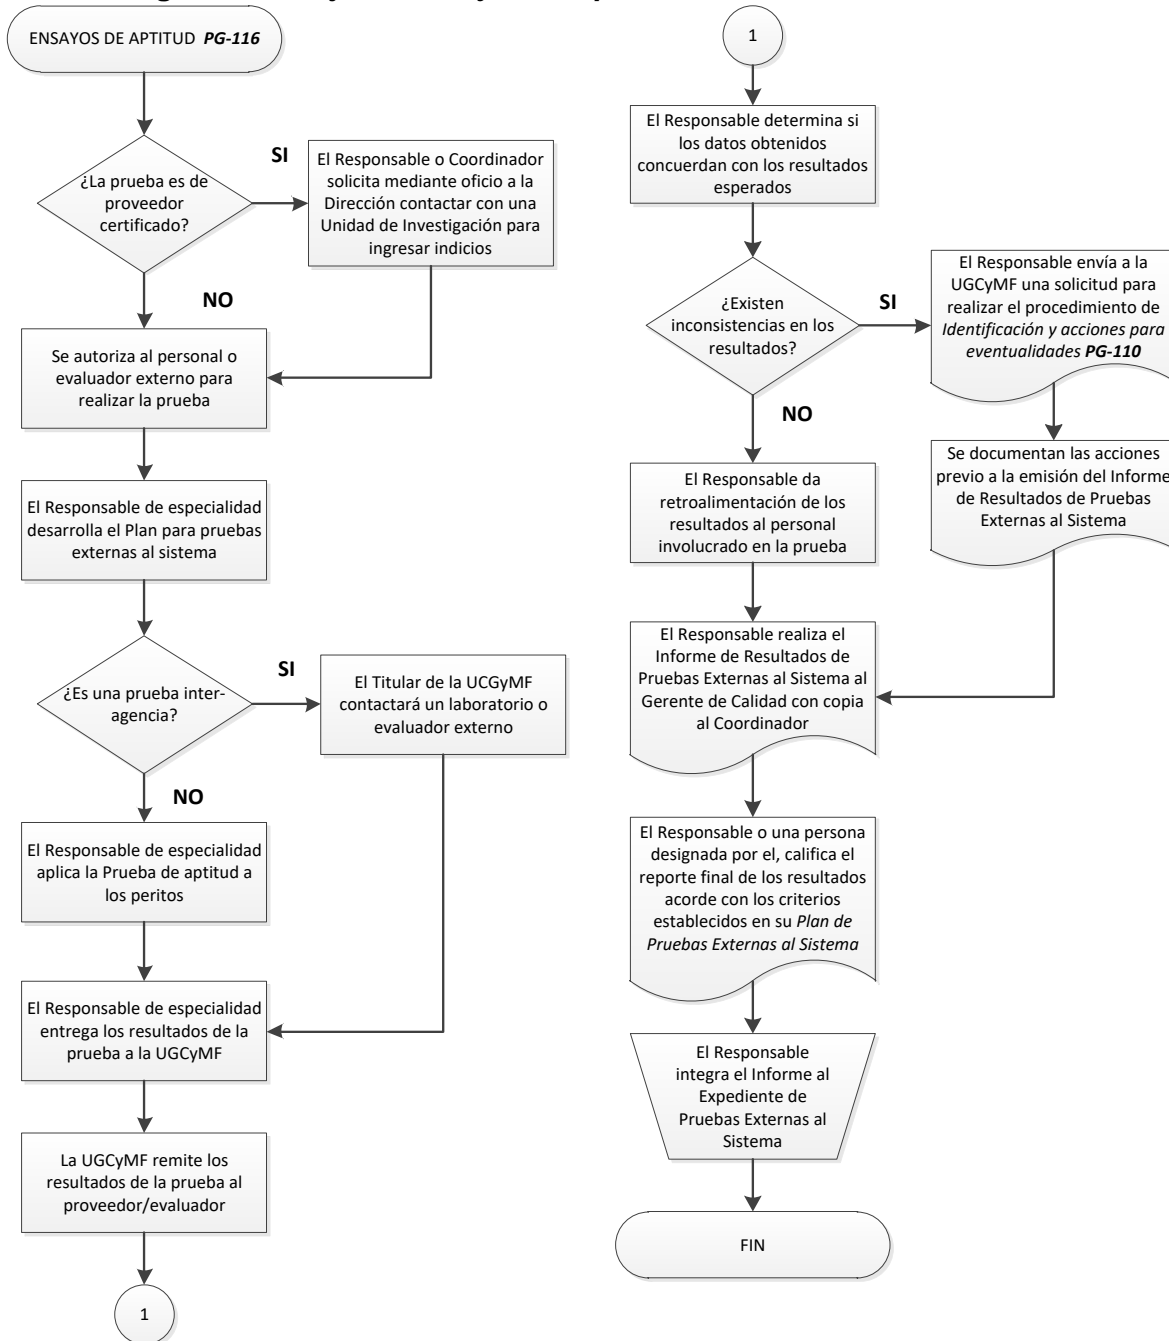 ENSAYOS DE APTITUD PG-116
¿La prueba es de
proveedor
certificado?
SI
El Responsable o Coordinador
solicita mediante oficio a la
Dirección contactar con una
Unidad de Investigación para
ingresar indicios
NO
Se autoriza al personal o
evaluador externo para
realizar la prueba
El Responsable de especialidad
desarrolla el Plan para pruebas
externas al sistema
¿Es una prueba inter-
agencia?
SI
El Titular de la UCGyMF
contactará un laboratorio o
evaluador externo
NO
El Responsable de especialidad
aplica la Prueba de aptitud a
los peritos
El Responsable de especialidad
entrega los resultados de la
prueba a la UGCyMF
La UGCyMF remite los
resultados de la prueba al
proveedor/evaluador
1
1
El Responsable determina si
los datos obtenidos
concuerdan con los resultados
esperados
¿Existen
inconsistencias en los
resultados?
SI
El Responsable envía a la
UGCyMF una solicitud para
realizar el procedimiento de
Identificación y acciones para
eventualidades PG-110
Se documentan las acciones
previo a la emisión del Informe
de Resultados de Pruebas
Externas al Sistema
NO
El Responsable da
retroalimentación de los
resultados al personal
involucrado en la prueba
El Responsable realiza el
Informe de Resultados de
Pruebas Externas al Sistema al
Gerente de Calidad con copia
al Coordinador
El Responsable o una persona
designada por el, califica el
reporte final de los resultados
acorde con los criterios
establecidos en su Plan de
Pruebas Externas al Sistema
El Responsable
integra el Informe al
Expediente de
Pruebas Externas al
Sistema
FIN